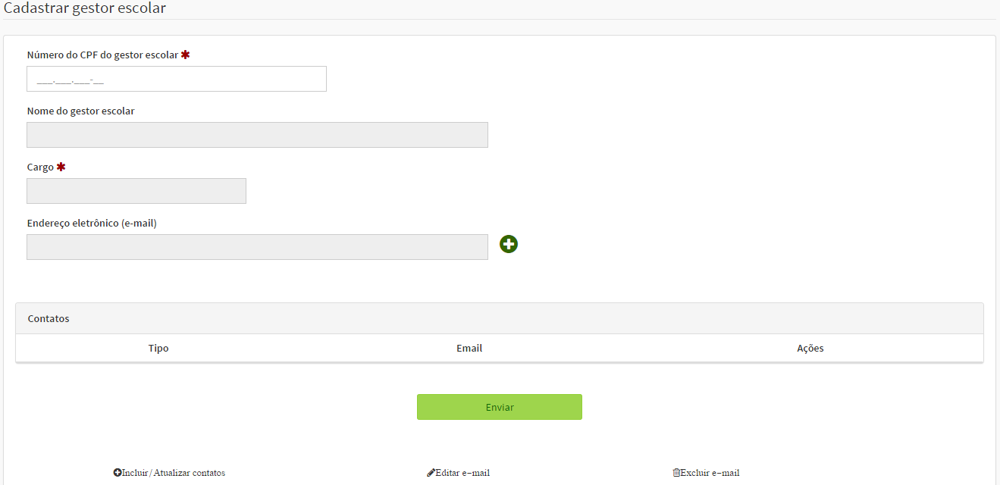 Cadastrar gestor escolar
Número do CPF do gestor escolar ✱
___.___.___-__
Nome do gestor escolar
Cargo ✱
Endereço eletrônico (e-mail)
Contatos
Tipo Email Ações
Enviar
Incluir/Atualizar contatos Editar e-mail Excluir e-mail